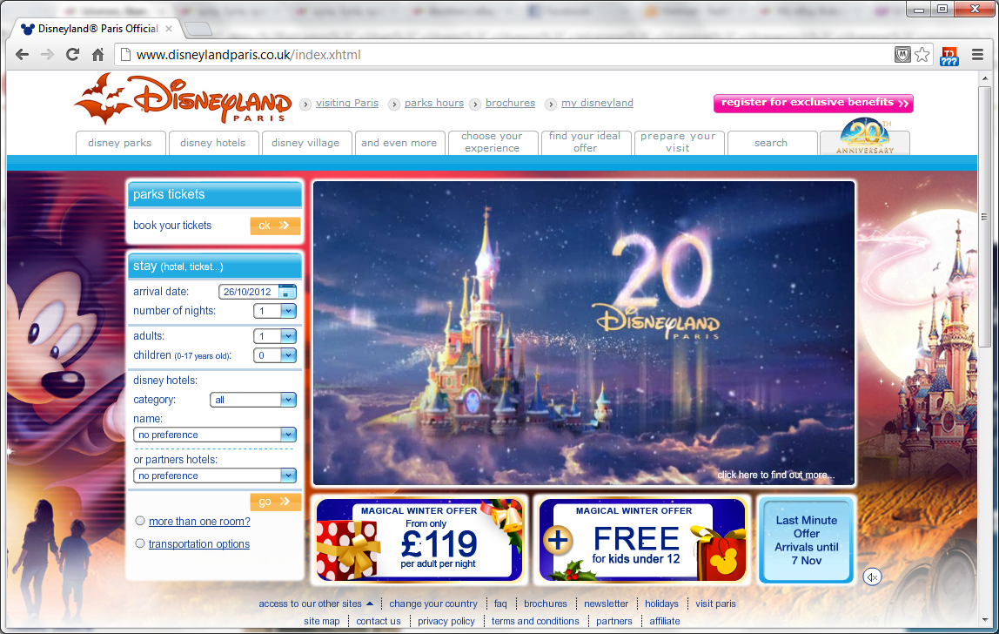 Disneyland® Paris Official
www.disneylandparis.co.uk/index.xhtml
TD
???
DISNEYLAND
PARIS
visiting Paris
parks hours
brochures
my disneyland
register for exclusive benefits
disney parks
disney hotels
disney village
and even more
choose your
experience
find your ideal
offer
prepare your
visit
search
20TH
ANNIVERSARY
parks tickets
book your tickets
ok
stay (hotel, ticket...)
arrival date:
26/10/2012
number of nights:
1
adults:
1
children (0-17 years old):
0
disney hotels:
category:
all
name:
no preference
or partners hotels:
no preference
go
more than one room?
transportation options
20
DISNEYLAND
PARIS
click here to find out more...
MAGICAL WINTER OFFER
From only
£119
per adult per night
MAGICAL WINTER OFFER
+
FREE
for kids under 12
Last Minute
Offer
Arrivals until
7 Nov
access to our other sites
change your country
faq
brochures
newsletter
holidays
visit paris
site map
contact us
privacy policy
terms and conditions
partners
affiliate